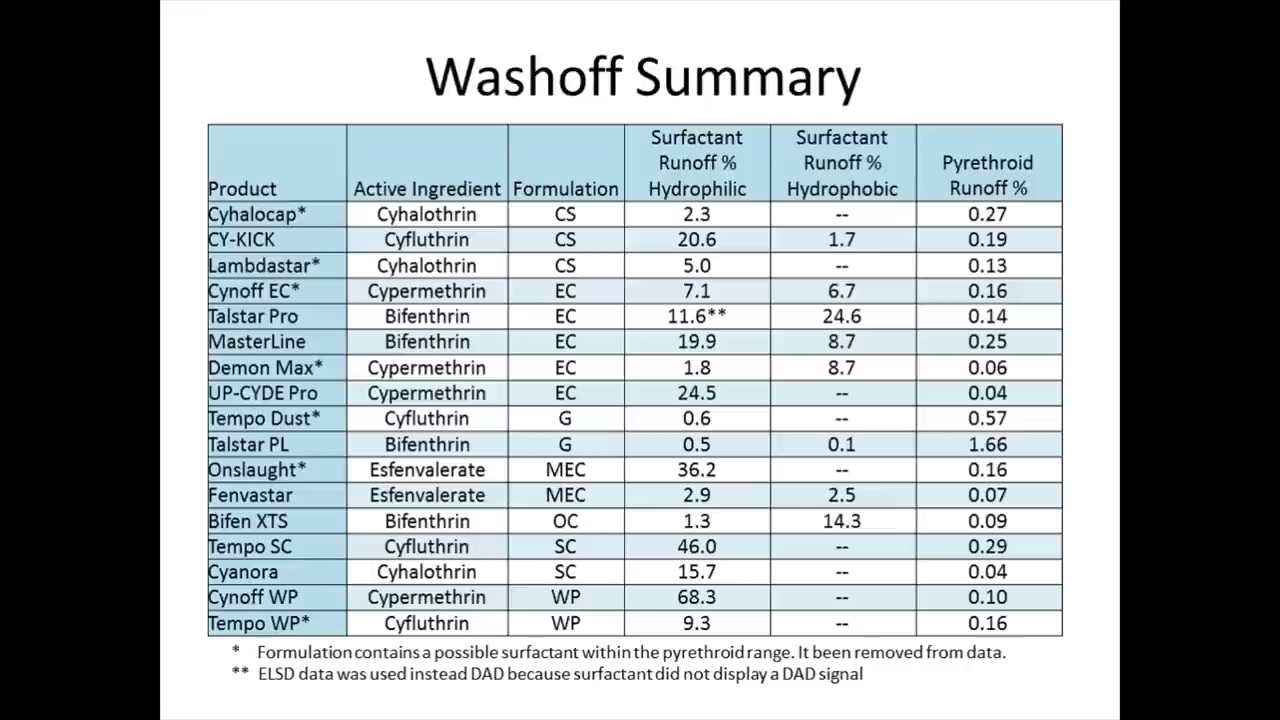 Washoff Summary
Surfactant Surfactant
Runoff % Runoff % Pyrethroid
Product Active Ingredient Formulation Hydrophilic Hydrophobic Runoff %
Cyhalocap* Cyhalothrin CS 2.3 -- 0.27
CY-KICK Cyfluthrin CS 20.6 1.7 0.19
Lambdastar* Cyhalothrin CS 5.0 -- 0.13
Cynoff EC* Cypermethrin EC 7.1 6.7 0.16
Talstar Pro Bifenthrin EC 11.6** 24.6 0.14
MasterLine Bifenthrin EC 19.9 8.7 0.25
Demon Max* Cypermethrin EC 1.8 8.7 0.06
UP-CYDE Pro Cypermethrin EC 24.5 -- 0.04
Tempo Dust* Cyfluthrin G 0.6 -- 0.57
Talstar PL Bifenthrin G 0.5 0.1 1.66
Onslaught* Esfenvalerate MEC 36.2 -- 0.16
Fenvastar Esfenvalerate MEC 2.9 2.5 0.07
Bifen XTS Bifenthrin OC 1.3 14.3 0.09
Tempo SC Cyfluthrin SC 46.0 -- 0.29
Cyanora Cyhalothrin SC 15.7 -- 0.04
Cynoff WP Cypermethrin WP 68.3 -- 0.10
Tempo WP* Cyfluthrin WP 9.3 -- 0.16
* Formulation contains a possible surfactant within the pyrethroid range. It been removed from data.
** ELSD data was used instead DAD because surfactant did not display a DAD signal